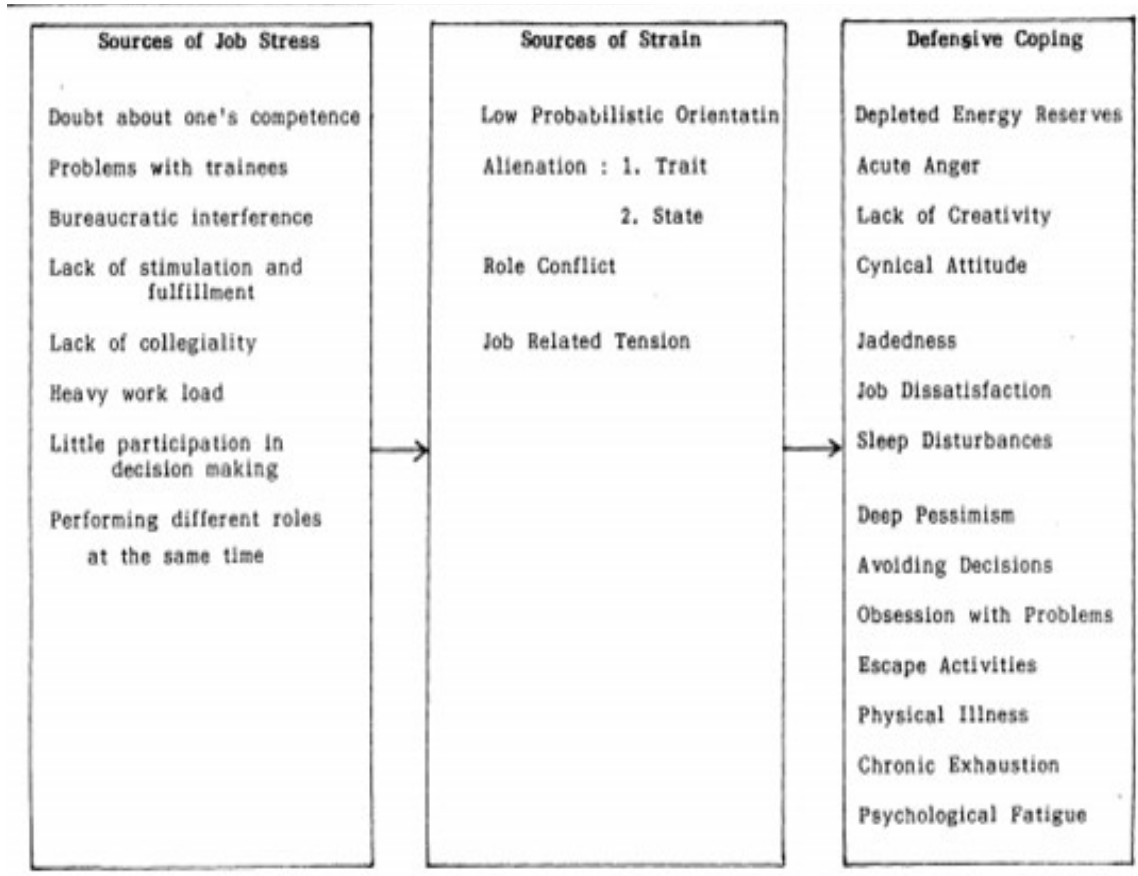 Sources of Job Stress
Doubt about one's competence
Problems with trainees
Bureaucratic interference
Lack of stimulation and
fulfillment
Lack of collegiality
Heavy work load
Little participation in
decision making
Performing different roles
at the same time
Sources of Strain
Low Probabilistic Orientatin
Alienation : 1. Trait
2. State
Role Conflict
Job Related Tension
Defensive Coping
Depleted Energy Reserves
Acute Anger
Lack of Creativity
Cynical Attitude
Jadedness
Job Dissatisfaction
Sleep Disturbances
Deep Pessimism
Avoiding Decisions
Obsession with Problems
Escape Activities
Physical Illness
Chronic Exhaustion
Psychological Fatigue